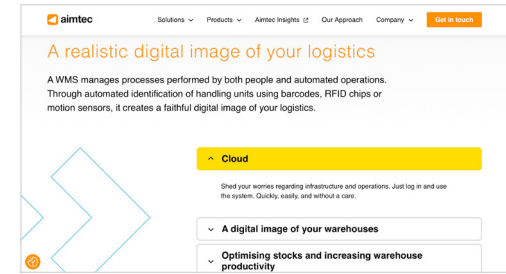 aimtec
Solutions Products Aimtec Insights Our Approach Company Get in touch
A realistic digital image of your logistics
A WMS manages processes performed by both people and automated operations.
Through automated identification of handling units using barcodes, RFID chips or
motion sensors, it creates a faithful digital image of your logistics.
Cloud
Shed your worries regarding infrastructure and operations. Just log in and use
the system. Quickly, easily, and without a care.
A digital image of your warehouses
Optimising stocks and increasing warehouse
productivity